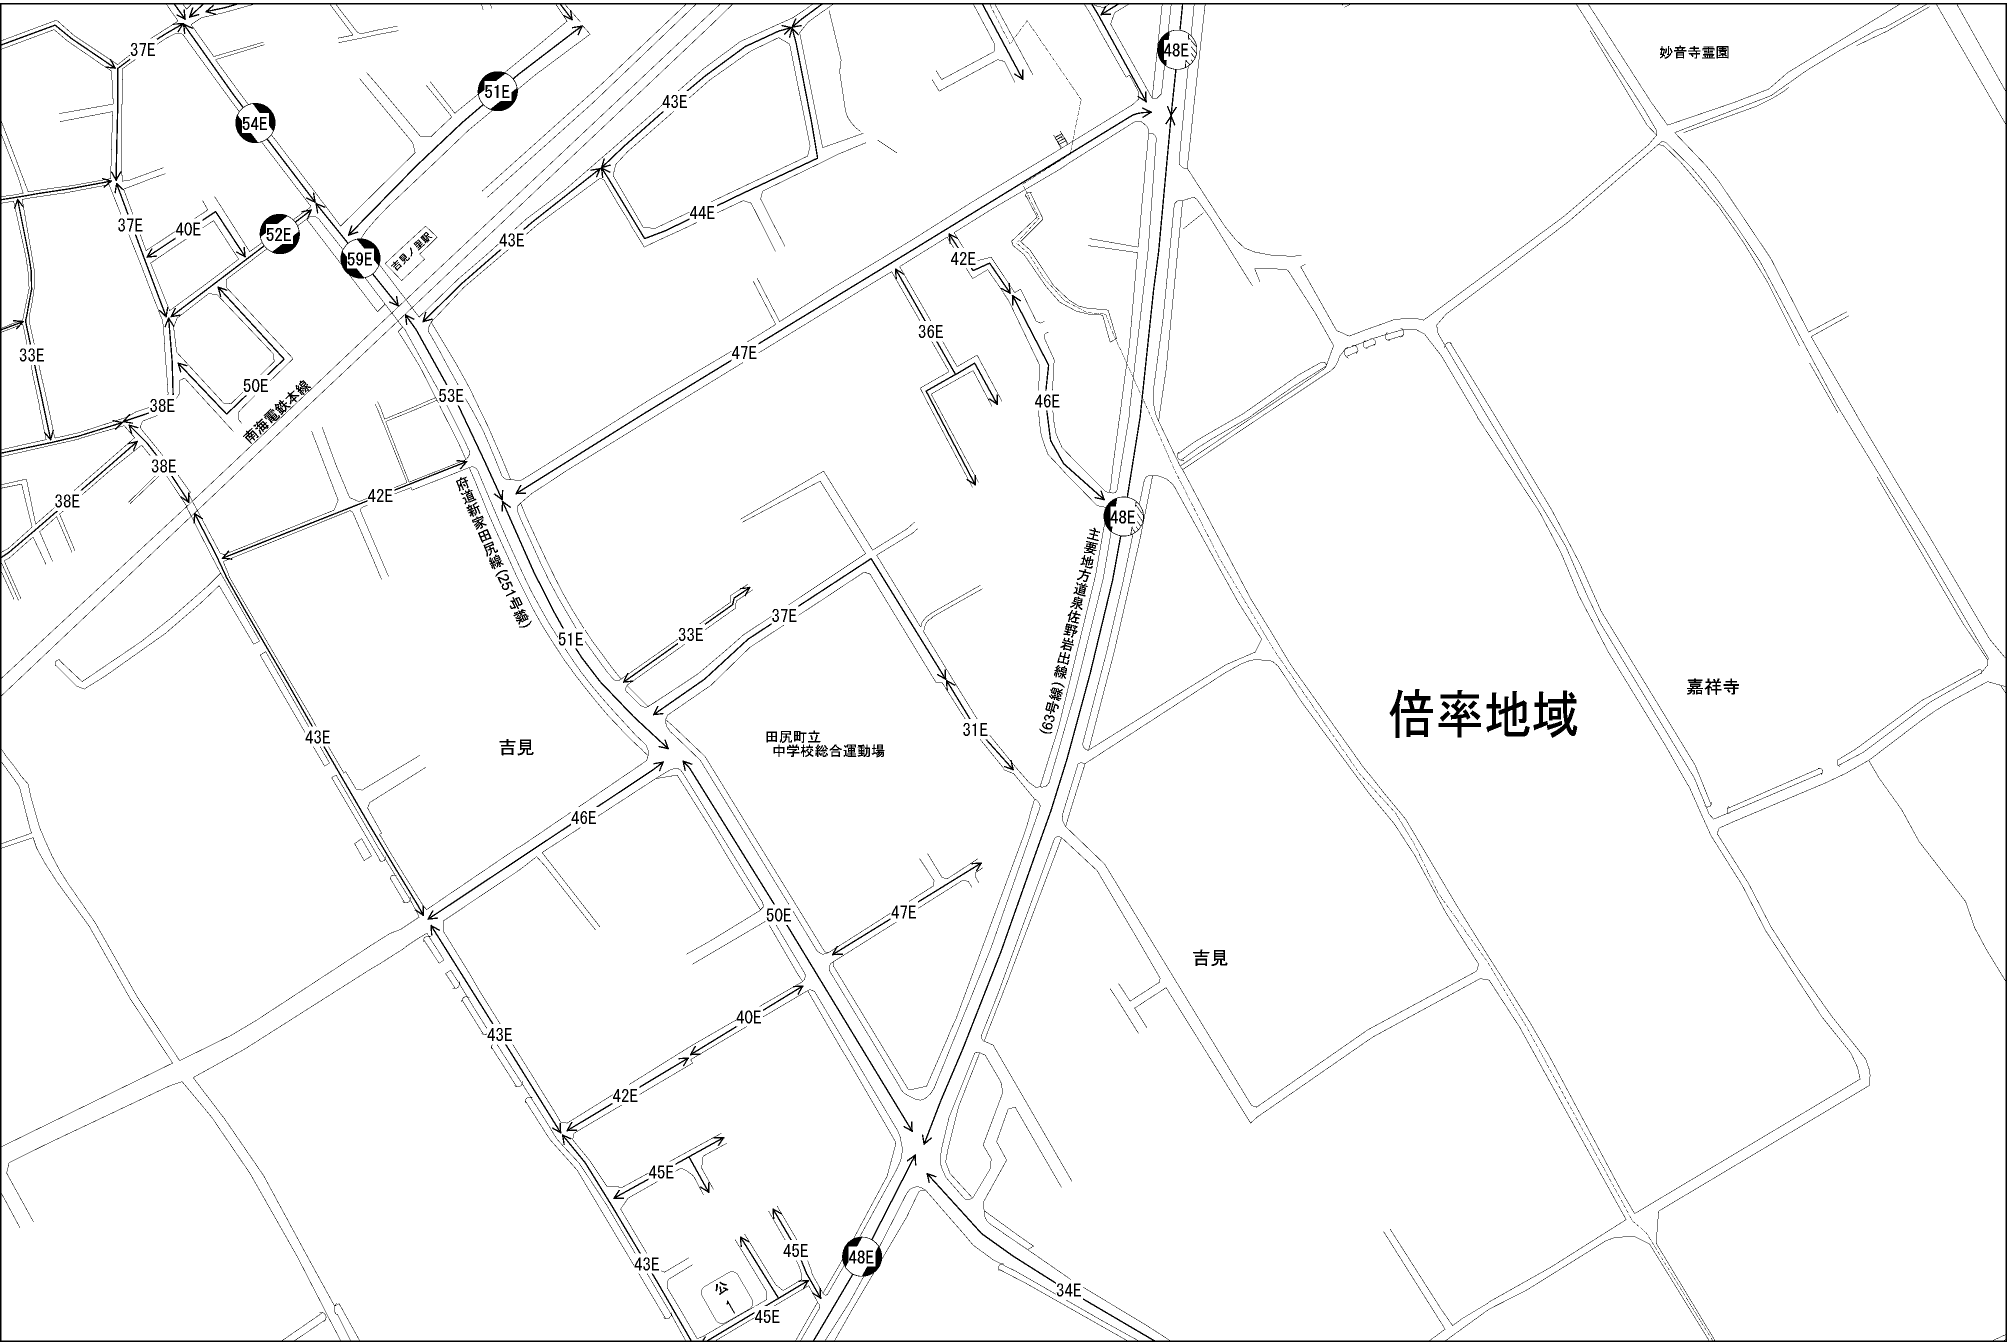 48E
37E
妙音寺霊園
51E
43E
54E
44E
37E
40E
52E
43E
59E
吉見ノ里駅
42E
36E
33E
47E
50E
53E
46E
38E
南海電鉄本線
38E
42E
38E
48E
府道新家田尻線(251号線)
主要地方道泉佐野岩出線(63号線)
37E
33E
51E
倍率地域
嘉祥寺
31E
43E
吉見
田尻町立
中学校総合運動場
46E
50E
47E
吉見
40E
43E
42E
45E
45E
48E
43E
公
1
34E
45E